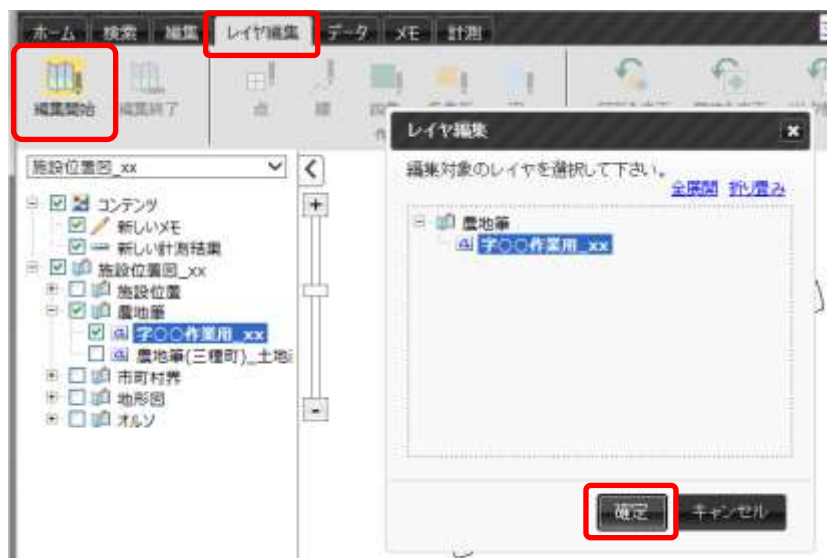 ホーム 検索 編集 レイヤ編集 データ メモ 計測
編集開始 編集終了 点 線
レイヤ編集
編集対象のレイヤを選択して下さい。
全展開 折り畳み
農地筆
字〇〇作業用_xx
確定 キャンセル
施設位置図_xx
コンテンツ
新しいメモ
新しい計測結果
施設位置図_xx
施設位置
農地筆
字〇〇作業用_xx
農地筆(三種町)_土地
市町村界
地形図
オルソ